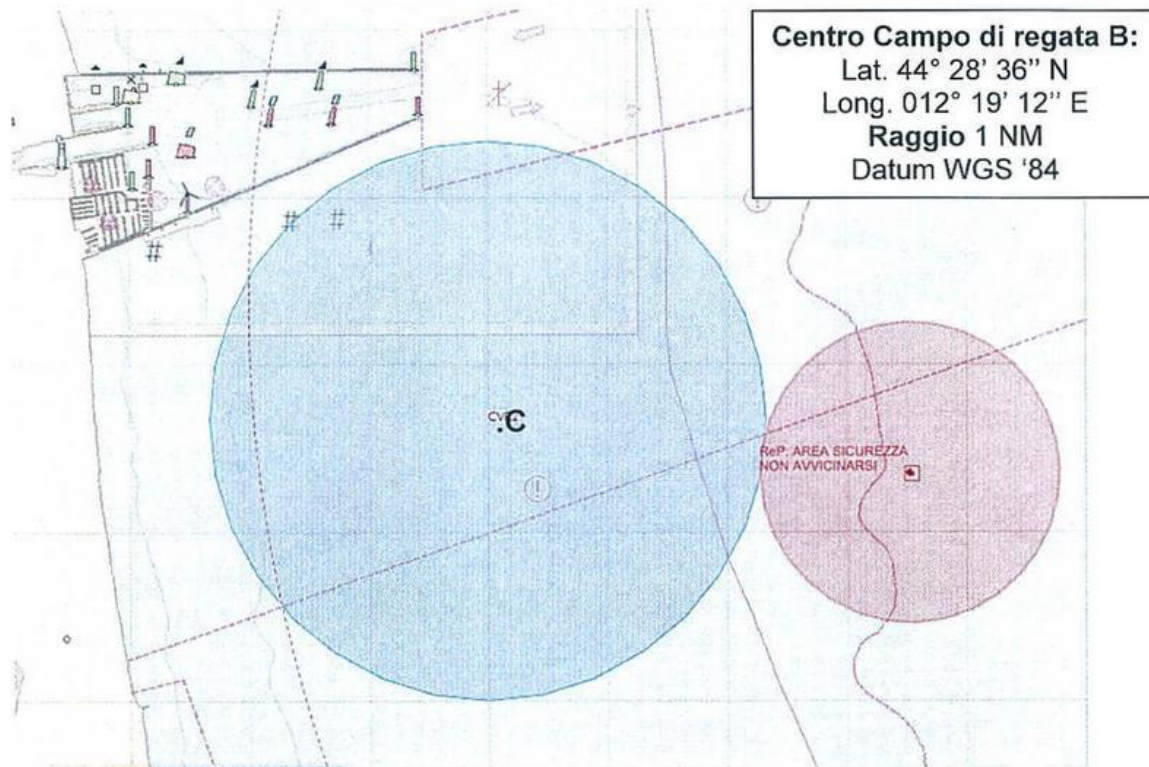 Centro Campo di regata B:
Lat. 44° 28' 36" N
Long. 012° 19' 12'' E
Raggio 1 NM
Datum WGS '84
.C
ReP. AREA SICUREZZA
NON AVVICINARSI